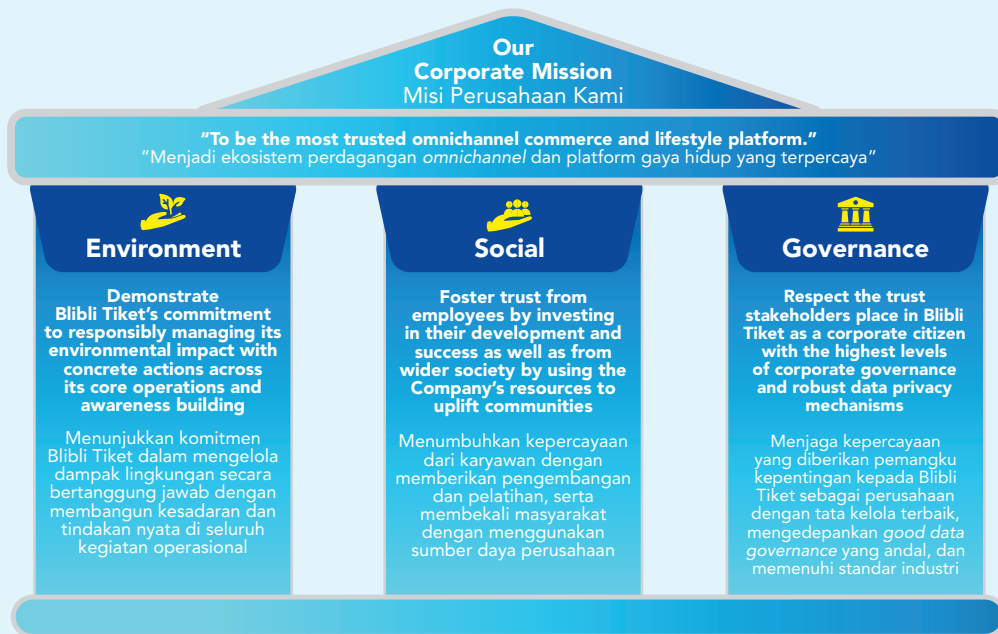 Our
Corporate Mission
Misi Perusahaan Kami
“To be the most trusted omnichannel commerce and lifestyle platform.”
“Menjadi ekosistem perdagangan omnichannel dan platform gaya hidup yang terpercaya”
Environment
Demonstrate
Blibli Tiket’s commitment
to responsibly managing its
environmental impact with
concrete actions across
its core operations and
awareness building
Menunjukkan komitmen
Blibli Tiket dalam mengelola
dampak lingkungan secara
bertanggung jawab dengan
membangun kesadaran dan
tindakan nyata di seluruh
kegiatan operasional
Social
Foster trust from
employees by investing
in their development and
success as well as from
wider society by using the
Company’s resources to
uplift communities
Menumbuhkan kepercayaan
dari karyawan dengan
memberikan pengembangan
dan pelatihan, serta
membekali masyarakat
dengan menggunakan
sumber daya perusahaan
Governance
Respect the trust
stakeholders place in Blibli
Tiket as a corporate citizen
with the highest levels
of corporate governance
and robust data privacy
mechanisms
Menjaga kepercayaan
yang diberikan pemangku
kepentingan kepada Blibli
Tiket sebagai perusahaan
dengan tata kelola terbaik,
mengedepankan good data
governance yang andal, dan
memenuhi standar industri